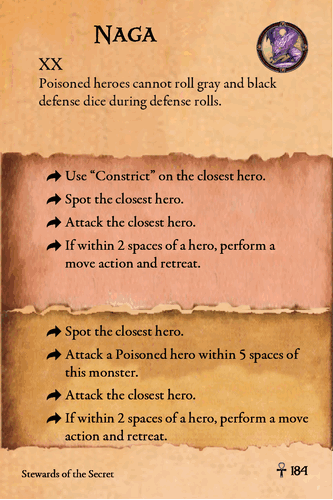 Naga
XX
Poisoned heroes cannot roll gray and black
defense dice during defense rolls.
Use “Constrict” on the closest hero.
Spot the closest hero.
Attack the closest hero.
If within 2 spaces of a hero, perform a
move action and retreat.
Spot the closest hero.
Attack a Poisoned hero within 5 spaces of
this monster.
Attack the closest hero.
If within 2 spaces of a hero, perform a move
action and retreat.
Stewards of the Secret
184